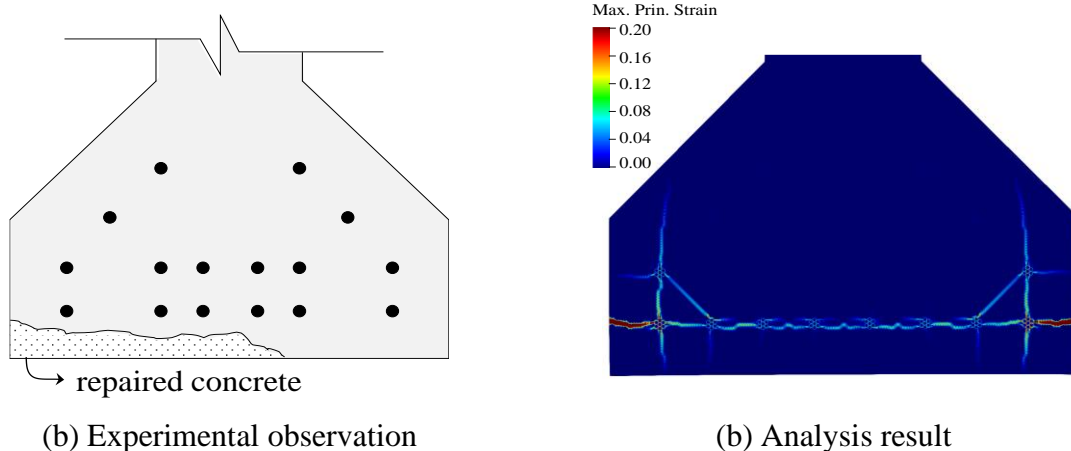 Max. Prin. Strain
0.20
0.16
0.12
0.08
0.04
0.00
repaired concrete
(b) Experimental observation
(b) Analysis result